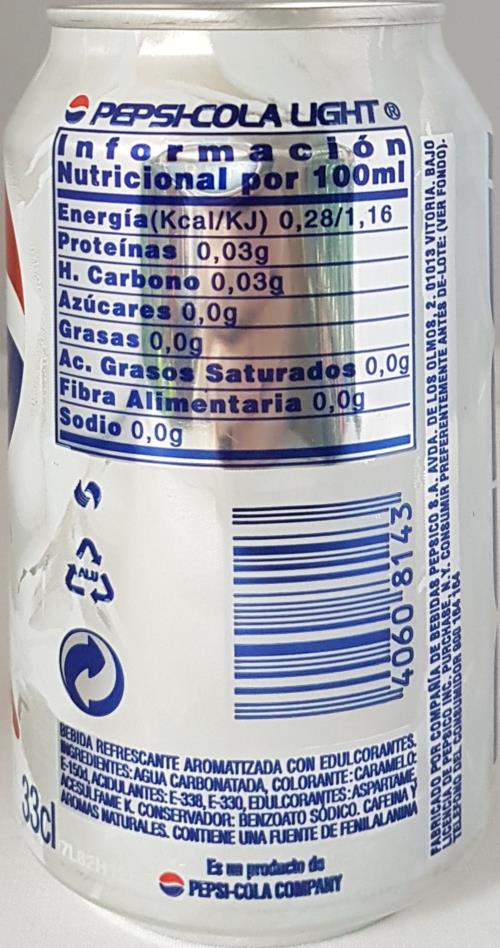 PEPSI-COLA LIGHT ®
Información
Nutricional por 100ml
Energía(Kcal/KJ) 0,28/1,16
Proteínas 0,03g
H. Carbono 0,03g
Azúcares 0,0g
Grasas 0,0g
Ac. Grasos Saturados 0,0g
Fibra Alimentaria 0,0g
Sodio 0,0g
ALU
4060 8143
BEBIDA REFRESCANTE AROMATIZADA CON EDULCORANTES.
INGREDIENTES: AGUA CARBONATADA, COLORANTE: CARAMELO:
E-150d, ACIDULANTES: E-338, E-330, EDULCORANTES: ASPARTAME,
ACESULFAME K. CONSERVADOR: BENZOATO SÓDICO. CAFEINA Y
AROMAS NATURALES. CONTIENE UNA FUENTE DE FENILALANINA
33cl
Es un producto de
PEPSI-COLA COMPANY
FABRICADO POR COMPAÑÍA DE BEBIDAS PEPSICO S.A. AVDA. DE LOS OLMOS, 2. 01013 VITORIA. BAJO
LICENCIA DE PEPSICO INC. PURCHASE, N.Y. CONSUMIR PREFERENTEMENTE ANTES DE-LOTE: (VER FONDO).
TELEFONO DEL CONSUMIDOR 900 164 164